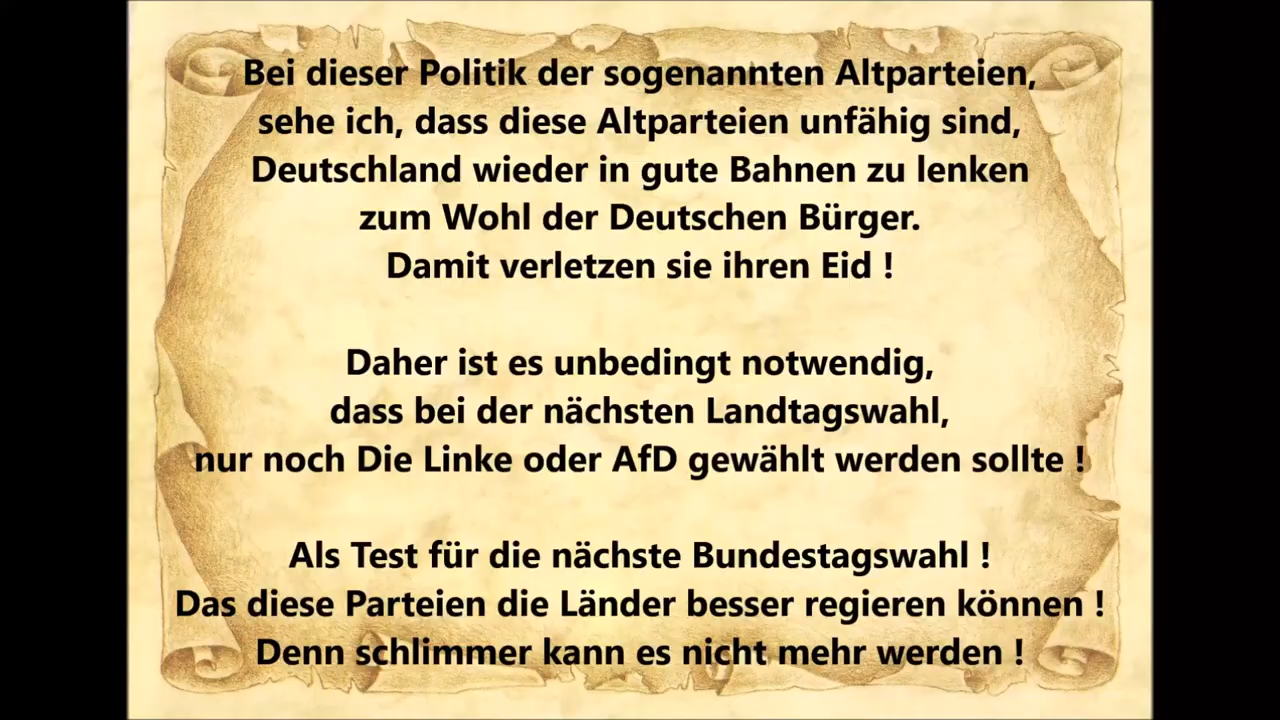 Bei dieser Politik der sogenannten Altparteien,
sehe ich, dass diese Altparteien unfähig sind,
Deutschland wieder in gute Bahnen zu lenken
zum Wohl der Deutschen Bürger.
Damit verletzen sie ihren Eid !
Daher ist es unbedingt notwendig,
dass bei der nächsten Landtagswahl,
nur noch Die Linke oder AfD gewählt werden sollte !
Als Test für die nächste Bundestagswahl !
Das diese Parteien die Länder besser regieren können !
Denn schlimmer kann es nicht mehr werden !